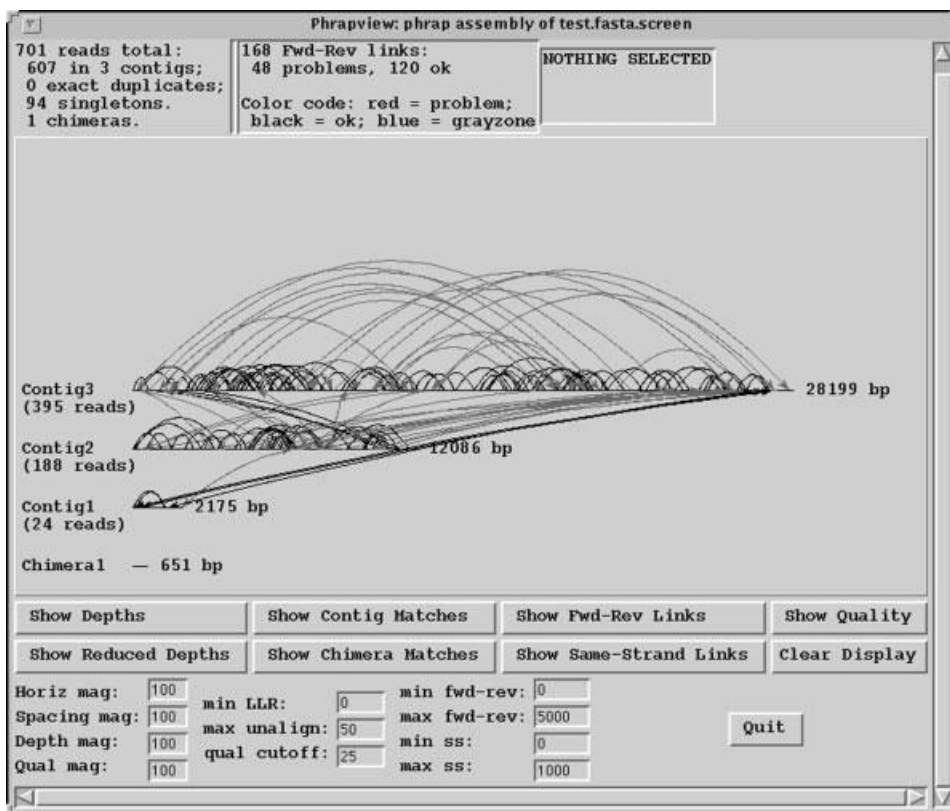 Phrapview: phrap assembly of test.fasta.screen
701 reads total:
607 in 3 contigs;
0 exact duplicates;
94 singletons.
1 chimeras.
168 Fwd-Rev links:
48 problems, 120 ok
Color code: red = problem;
black = ok; blue = grayzone
NOTHING SELECTED
Contig3
(395 reads)
28199 bp
Contig2
(188 reads)
12086 bp
Contig1
(24 reads)
2175 bp
Chimera1 — 651 bp
Show Depths
Show Contig Matches
Show Fwd-Rev Links
Show Quality
Show Reduced Depths
Show Chimera Matches
Show Same-Strand Links
Clear Display
Horiz mag: 100
Spacing mag: 100
Depth mag: 100
Qual mag: 100
min LLR: 0
max unalign: 50
qual cutoff: 25
min fwd-rev: 0
max fwd-rev: 5000
min ss: 0
max ss: 1000
Quit